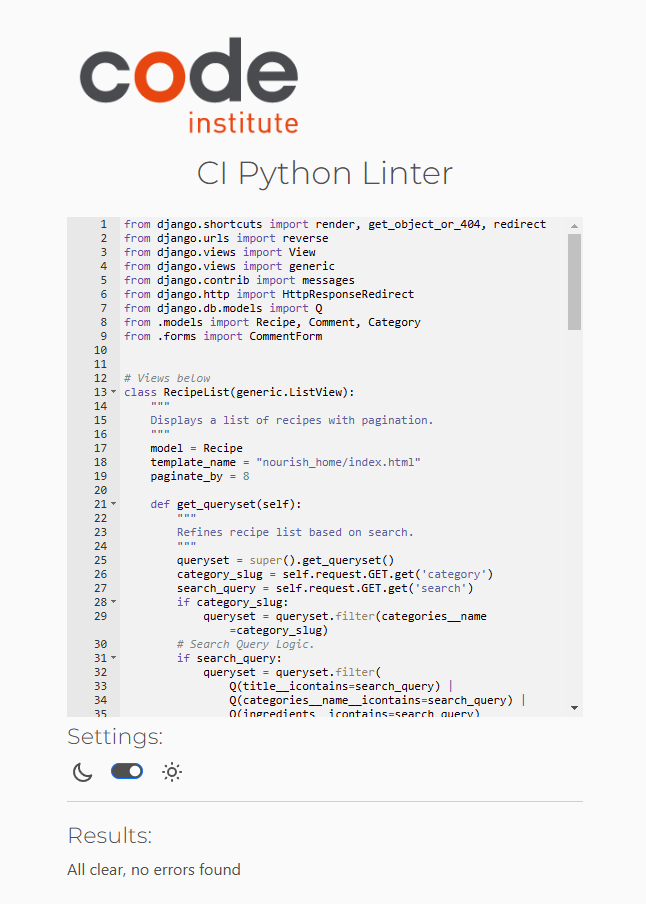 code
institute
CI Python Linter
1 from django.shortcuts import render, get_object_or_404, redirect
2 from django.urls import reverse
3 from django.views import View
4 from django.views import generic
5 from django.contrib import messages
6 from django.http import HttpResponseRedirect
7 from django.db.models import Q
8 from .models import Recipe, Comment, Category
9 from .forms import CommentForm
10
11
12 # Views below
13 class RecipeList(generic.ListView):
14     """
15     Displays a list of recipes with pagination.
16     """
17     model = Recipe
18     template_name = "nourish_home/index.html"
19     paginate_by = 8
20
21     def get_queryset(self):
22         """
23         Refines recipe list based on search.
24         """
25         queryset = super().get_queryset()
26         category_slug = self.request.GET.get('category')
27         search_query = self.request.GET.get('search')
28         if category_slug:
29             queryset = queryset.filter(categories__name
=category_slug)
30         # Search Query Logic.
31         if search_query:
32             queryset = queryset.filter(
33                 Q(title__icontains=search_query) |
34                 Q(categories__name__icontains=search_query) |
35                 Q(ingredients__icontains=search_query)
Settings:
Results:
All clear, no errors found